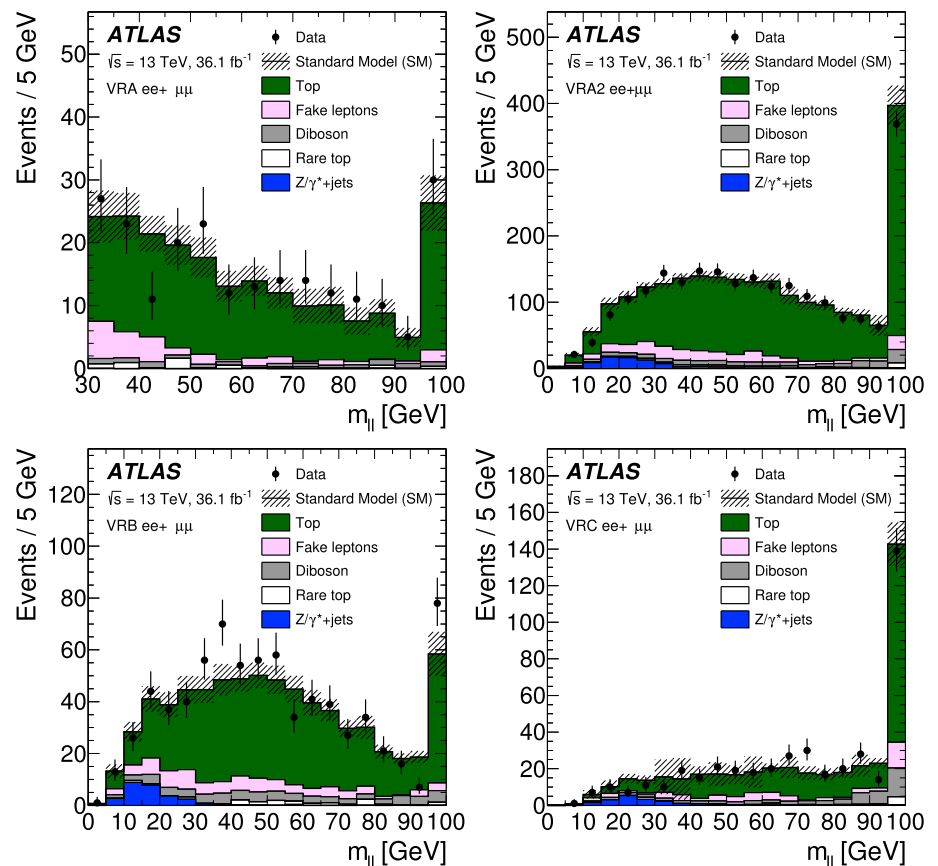 Events / 5 GeV
50
40
30
20
10
0
ATLAS
√s = 13 TeV, 36.1 fb⁻¹
VRA ee+ μμ
Data
Standard Model (SM)
Top
Fake leptons
Diboson
Rare top
Z/γ*+jets
30 40 50 60 70 80 90 100
m_ll [GeV]
Events / 5 GeV
500
400
300
200
100
0
ATLAS
√s = 13 TeV, 36.1 fb⁻¹
VRA2 ee+μμ
Data
Standard Model (SM)
Top
Fake leptons
Diboson
Rare top
Z/γ*+jets
0 10 20 30 40 50 60 70 80 90 100
m_ll [GeV]
Events / 5 GeV
120
100
80
60
40
20
0
ATLAS
√s = 13 TeV, 36.1 fb⁻¹
VRB ee+ μμ
Data
Standard Model (SM)
Top
Fake leptons
Diboson
Rare top
Z/γ*+jets
0 10 20 30 40 50 60 70 80 90 100
m_ll [GeV]
Events / 5 GeV
180
160
140
120
100
80
60
40
20
0
ATLAS
√s = 13 TeV, 36.1 fb⁻¹
VRC ee+ μμ
Data
Standard Model (SM)
Top
Fake leptons
Diboson
Rare top
Z/γ*+jets
0 10 20 30 40 50 60 70 80 90 100
m_ll [GeV]